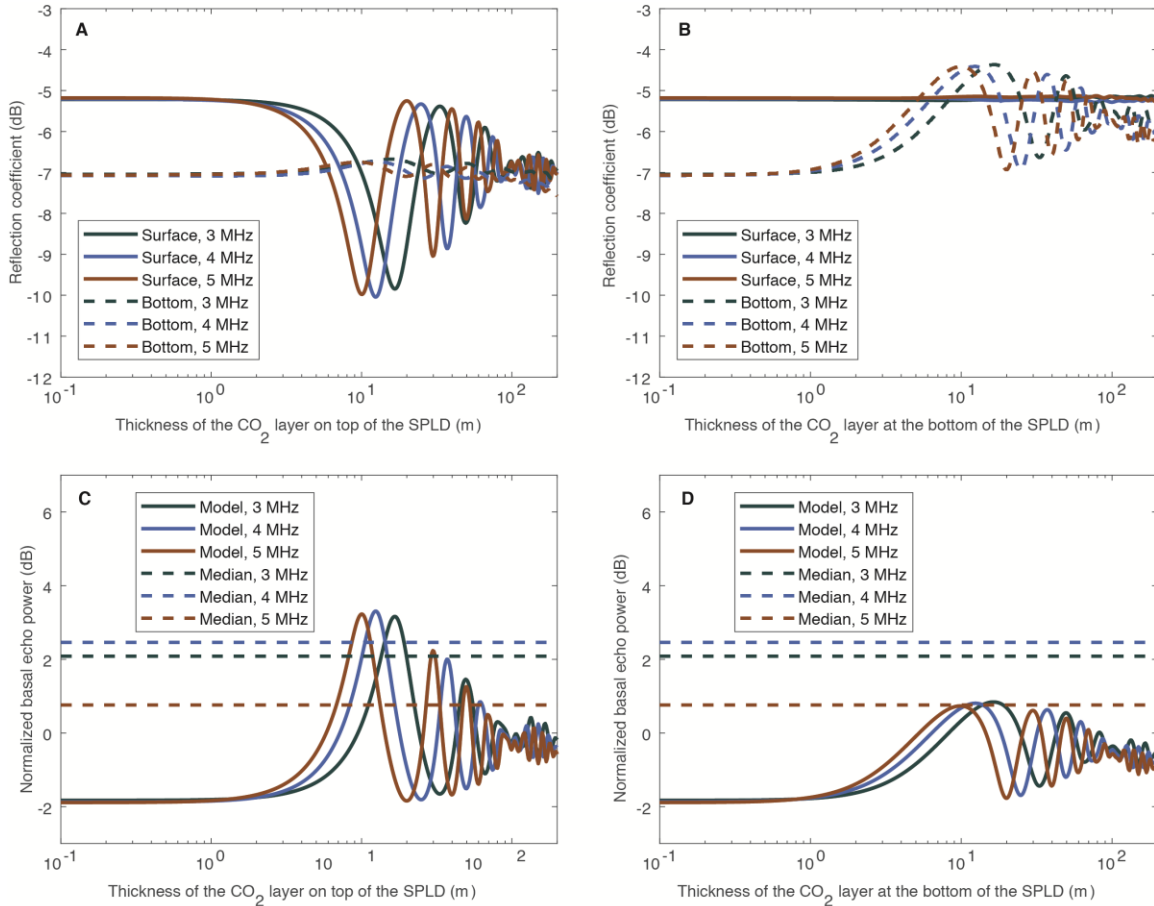 A
-3
-4
-5
-6
-7
-8
-9
-10
-11
-12
Reflection coefficient (dB)
Surface, 3 MHz
Surface, 4 MHz
Surface, 5 MHz
Bottom, 3 MHz
Bottom, 4 MHz
Bottom, 5 MHz
10-1 100 101 102
Thickness of the CO2 layer on top of the SPLD (m)
B
-3
-4
-5
-6
-7
-8
-9
-10
-11
-12
Reflection coefficient (dB)
Surface, 3 MHz
Surface, 4 MHz
Surface, 5 MHz
Bottom, 3 MHz
Bottom, 4 MHz
Bottom, 5 MHz
10-1 100 101 102
Thickness of the CO2 layer at the bottom of the SPLD (m)
C
6
4
2
0
-2
Normalized basal echo power (dB)
Model, 3 MHz
Model, 4 MHz
Model, 5 MHz
Median, 3 MHz
Median, 4 MHz
Median, 5 MHz
10-1 100 10 1 10 2
Thickness of the CO2 layer on top of the SPLD (m)
D
6
4
2
0
-2
Normalized basal echo power (dB)
Model, 3 MHz
Model, 4 MHz
Model, 5 MHz
Median, 3 MHz
Median, 4 MHz
Median, 5 MHz
10-1 100 101 102
Thickness of the CO2 layer at the bottom of the SPLD (m)